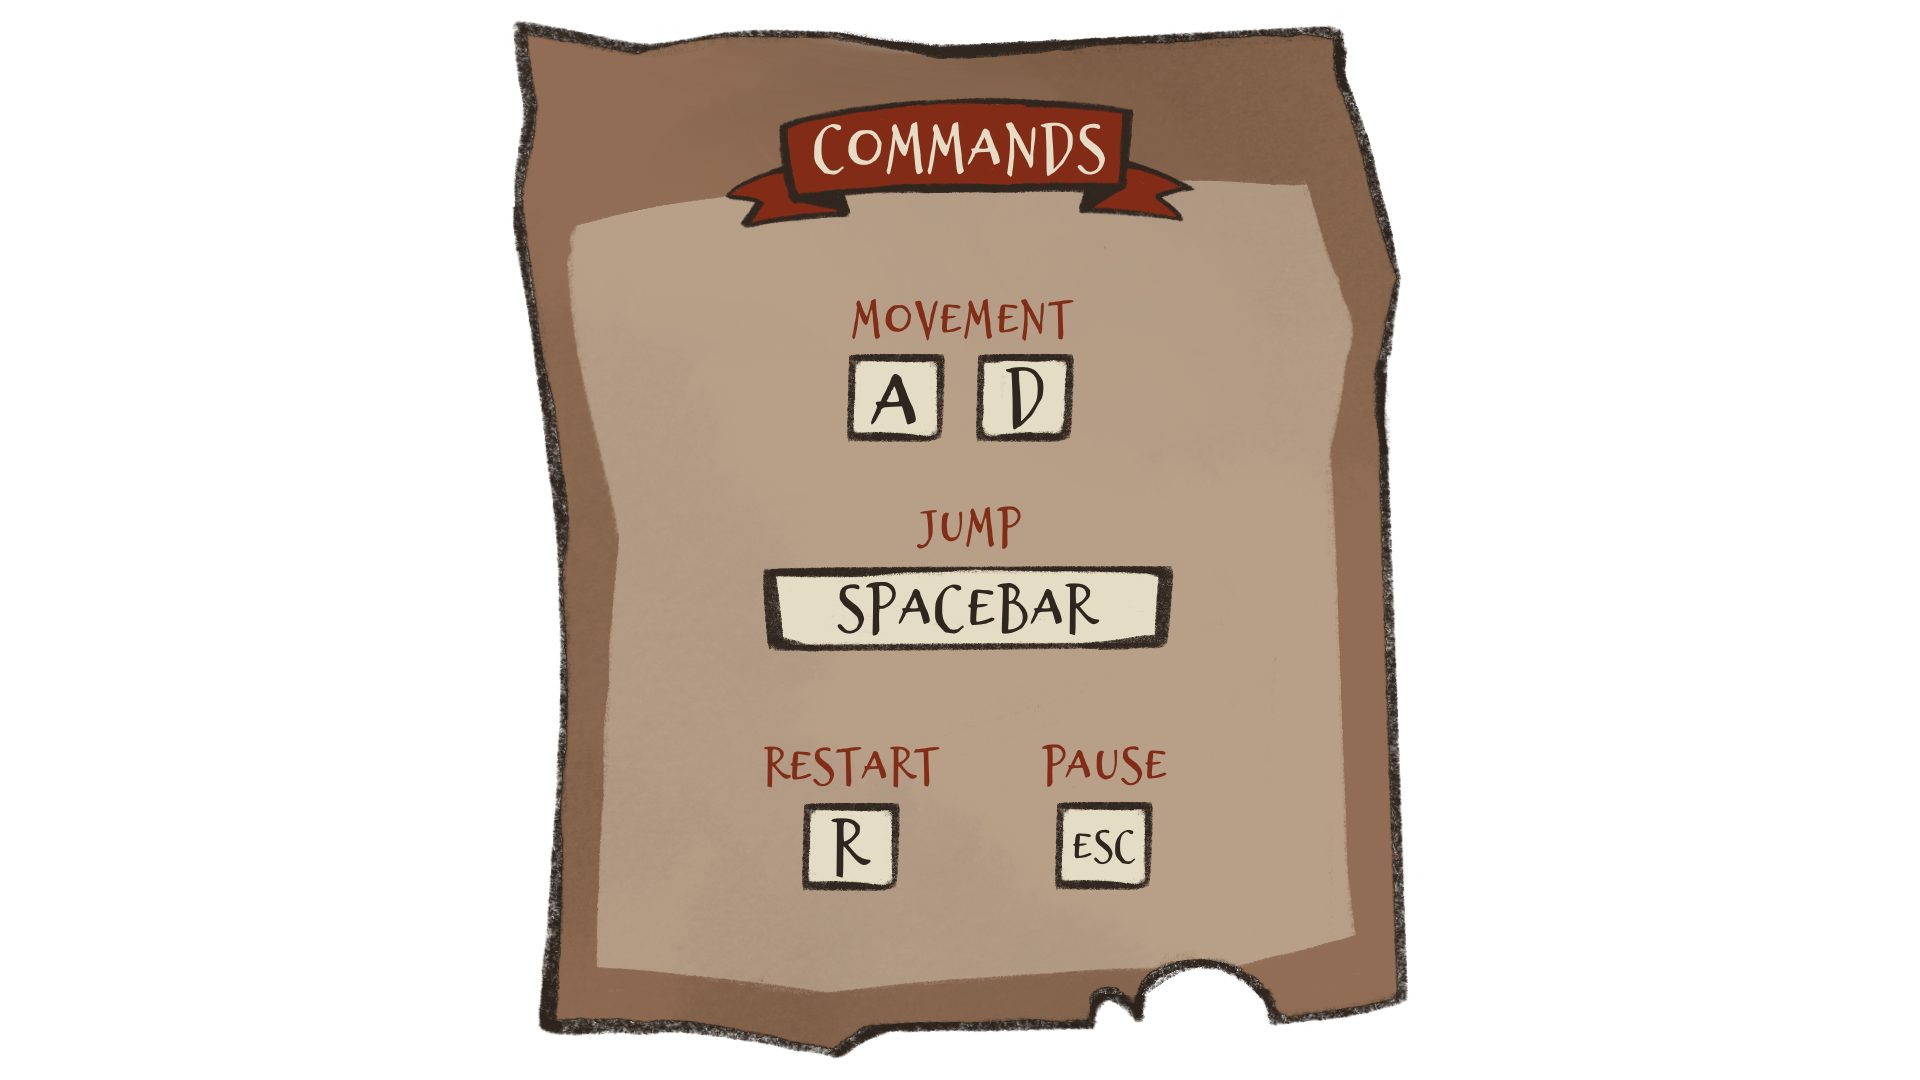 COMMANDS
MOVEMENT
A D
JUMP
SPACEBAR
RESTART PAUSE
R ESC